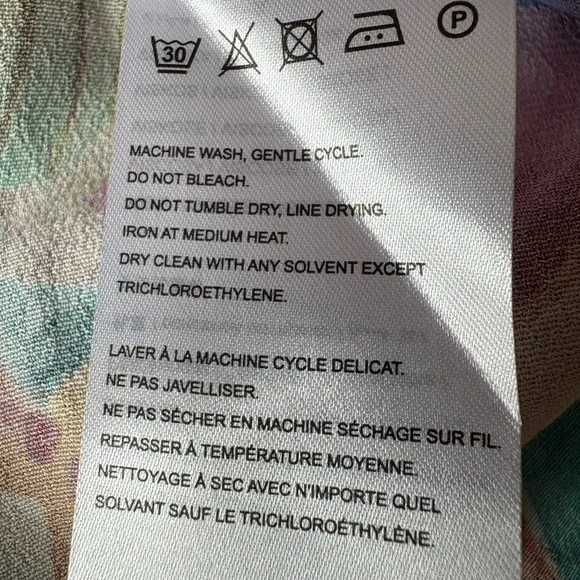 30 P
MACHINE WASH, GENTLE CYCLE.
DO NOT BLEACH.
DO NOT TUMBLE DRY, LINE DRYING.
IRON AT MEDIUM HEAT.
DRY CLEAN WITH ANY SOLVENT EXCEPT
TRICHLOROETHYLENE.
LAVER À LA MACHINE CYCLE DELICAT.
NE PAS JAVELLISER.
NE PAS SÉCHER EN MACHINE SÉCHAGE SUR FIL.
REPASSER À TEMPÉRATURE MOYENNE.
NETTOYAGE À SEC AVEC N'IMPORTE QUEL
SOLVANT SAUF LE TRICHLOROÉTHYLÈNE.